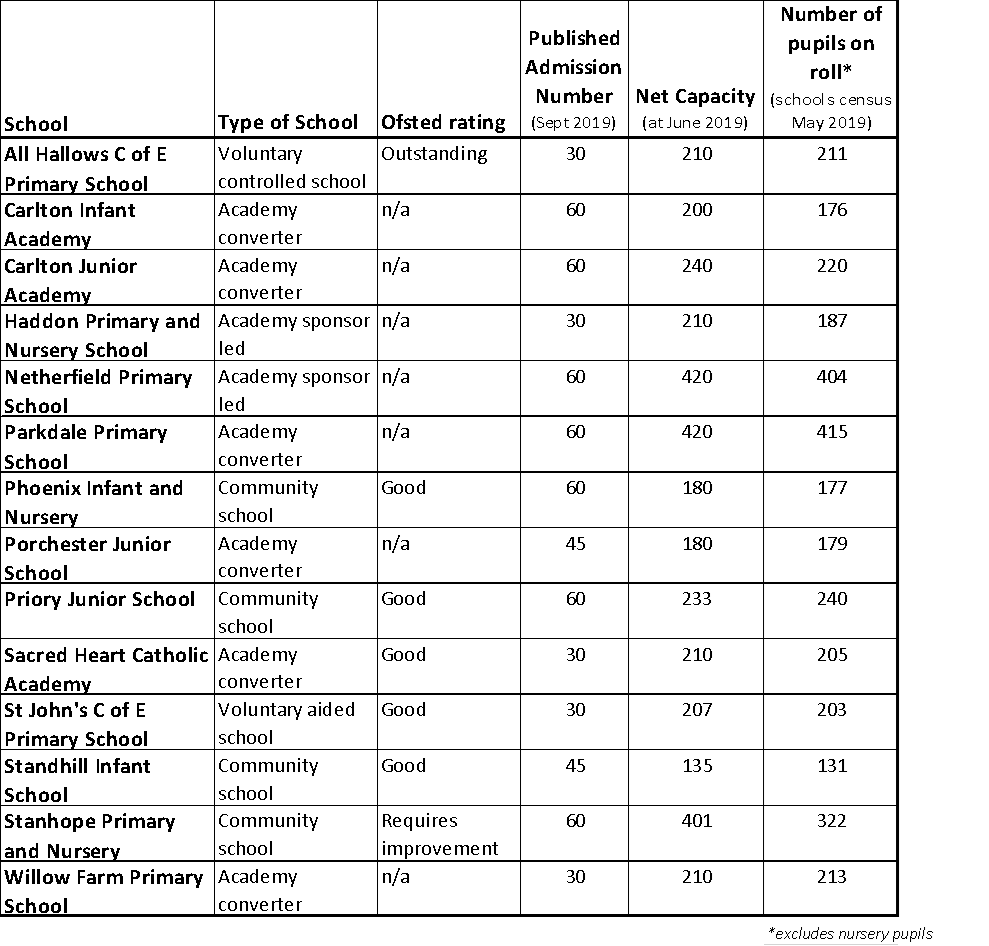 School Type of School Ofsted rating Published Admission Number (Sept 2019) Net Capacity (at June 2019) Number of pupils on roll* (schools census May 2019)
All Hallows C of E Primary School Voluntary controlled school Outstanding 30 210 211
Carlton Infant Academy Academy converter n/a 60 200 176
Carlton Junior Academy Academy converter n/a 60 240 220
Haddon Primary and Nursery School Academy sponsor led n/a 30 210 187
Netherfield Primary School Academy sponsor led n/a 60 420 404
Parkdale Primary School Academy converter n/a 60 420 415
Phoenix Infant and Nursery Community school Good 60 180 177
Porchester Junior School Academy converter n/a 45 180 179
Priory Junior School Community school Good 60 233 240
Sacred Heart Catholic Academy Academy converter Good 30 210 205
St John's C of E Primary School Voluntary aided school Good 30 207 203
Standhill Infant School Community school Good 45 135 131
Stanhope Primary and Nursery Community school Requires improvement 60 401 322
Willow Farm Primary School Academy converter n/a 30 210 213
*excludes nursery pupils